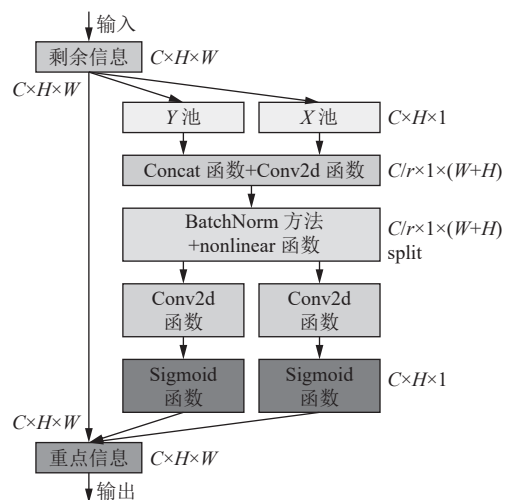 输入
剩余信息 C×H×W
C×H×W
Y 池 X 池 C×H×1
Concat 函数+Conv2d 函数 C/r×1×(W+H)
BatchNorm 方法
+nonlinear 函数
C/r×1×(W+H)
split
Conv2d
函数
Conv2d
函数
Sigmoid
函数
Sigmoid
函数
C×H×1
C×H×W
重点信息 C×H×W
输出